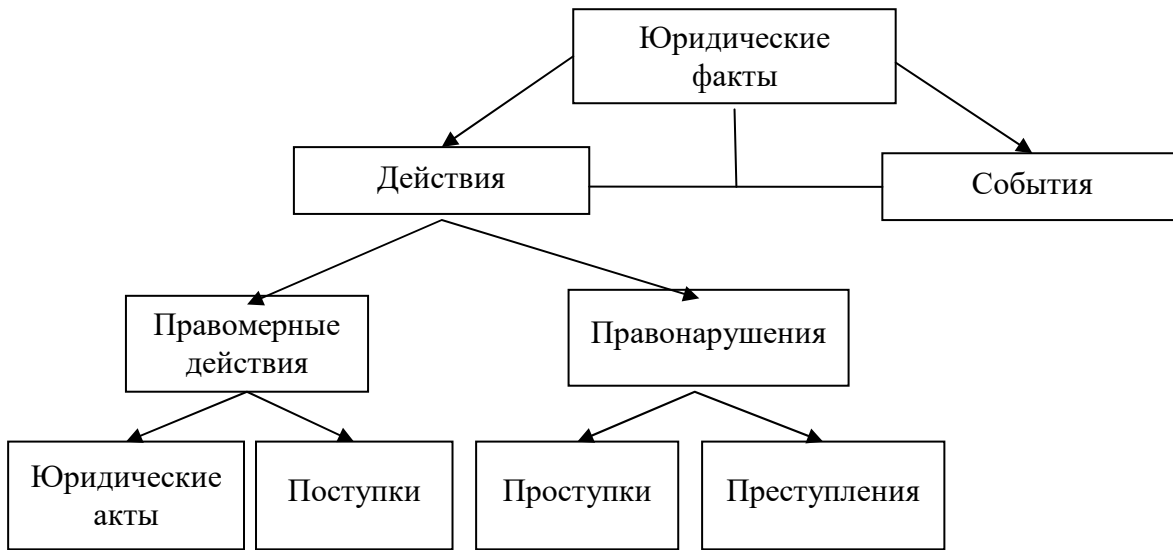 Юридические
факты
Действия
События
Правомерные
действия
Правонарушения
Юридические
акты
Поступки
Проступки
Преступления